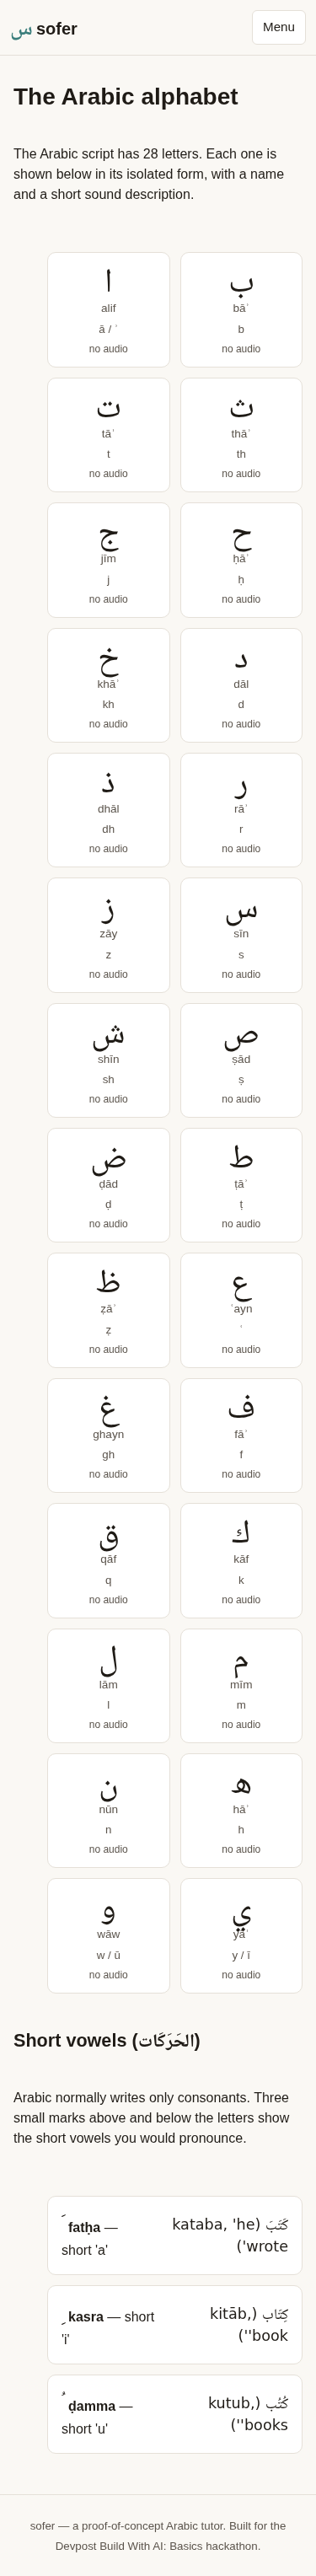 س sofer
Menu
The Arabic alphabet
The Arabic script has 28 letters. Each one is
shown below in its isolated form, with a name
and a short sound description.
ا
alif
ā / ʾ
no audio
ب
bāʾ
b
no audio
ت
tāʾ
t
no audio
ث
thāʾ
th
no audio
ج
jīm
j
no audio
ح
ḥāʾ
ḥ
no audio
خ
khāʾ
kh
no audio
د
dāl
d
no audio
ذ
dhāl
dh
no audio
ر
rāʾ
r
no audio
ز
zāy
z
no audio
س
sīn
s
no audio
ش
shīn
sh
no audio
ص
ṣād
ṣ
no audio
ض
ḍād
ḍ
no audio
ط
ṭāʾ
ṭ
no audio
ظ
ẓāʾ
ẓ
no audio
ع
ʿayn
ʿ
no audio
غ
ghayn
gh
no audio
ف
fāʾ
f
no audio
ق
qāf
q
no audio
ك
kāf
k
no audio
ل
lām
l
no audio
م
mīm
m
no audio
ن
nūn
n
no audio
ه
hāʾ
h
no audio
و
wāw
w / ū
no audio
ي
yāʾ
y / ī
no audio
Short vowels (الحَرَكَات)
Arabic normally writes only consonants. Three
small marks above and below the letters show
the short vowels you would pronounce.
َ fatḥa —
short 'a'
كَتَبَ (kataba, 'he
wrote')
ِ kasra — short
'i'
كِتَاب (kitāb,
'book')
ُ ḍamma —
short 'u'
كُتُب (kutub,
'books')
sofer — a proof-of-concept Arabic tutor. Built for the
Devpost Build With AI: Basics hackathon.